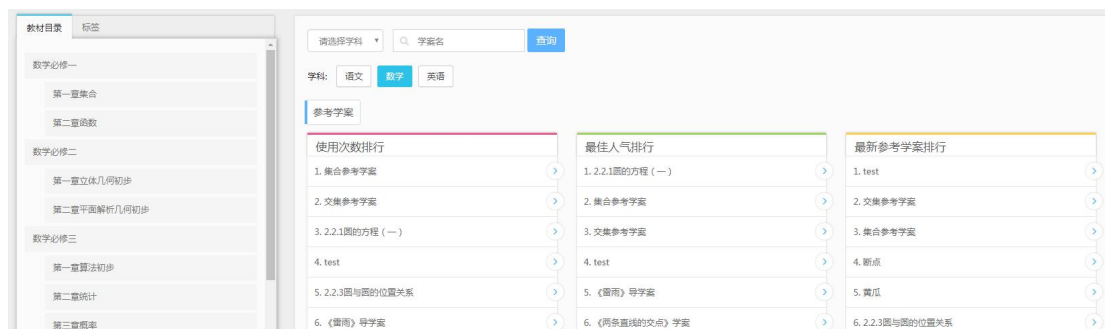 教材目录 标签
数学必修一
第一章集合
第二章函数
数学必修二
第一章立体几何初步
第二章平面解析几何初步
数学必修三
第一章算法初步
第二章统计
第三章概率
请选择学科 学案名 查询
学科: 语文 数学 英语
参考学案
使用次数排行
1. 集合参考学案
2. 交集参考学案
3. 2.2.1圆的方程（一）
4. test
5. 2.2.3圆与圆的位置关系
6. 《雷雨》导学案
最佳人气排行
1. 2.2.1圆的方程（一）
2. 集合参考学案
3. 交集参考学案
4. test
5. 《雷雨》导学案
6. 《两条直线的交点》学案
最新参考学案排行
1. test
2. 交集参考学案
3. 集合参考学案
4. 断点
5. 黄瓜
6. 2.2.3圆与圆的位置关系